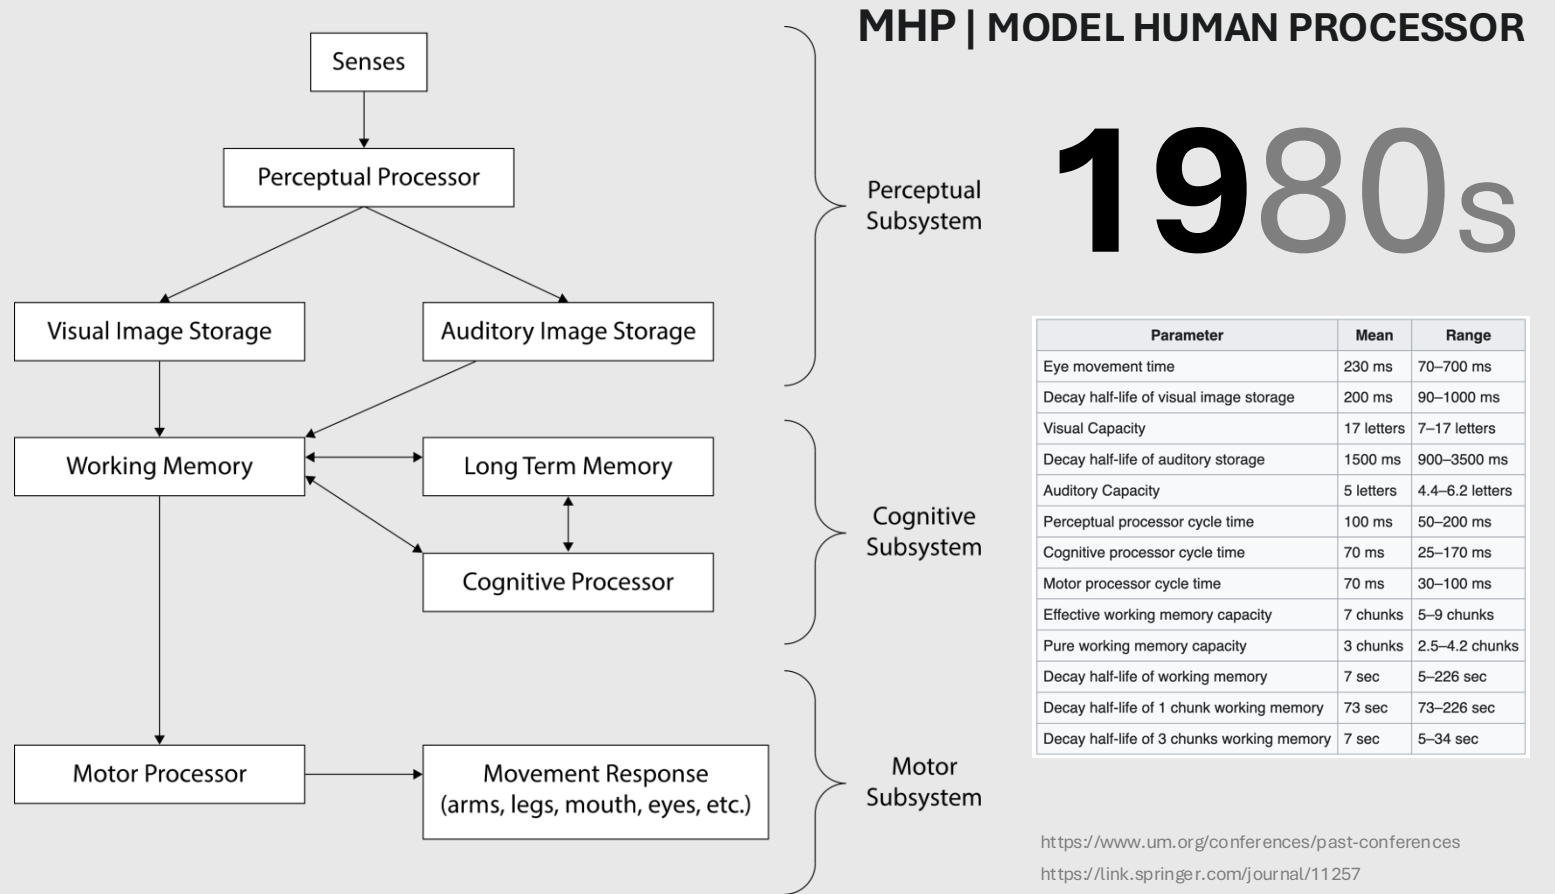 MHP | MODEL HUMAN PROCESSOR
1980s
Senses
Perceptual Processor
Visual Image Storage
Auditory Image Storage
Perceptual
Subsystem
Working Memory
Long Term Memory
Cognitive Processor
Cognitive
Subsystem
Motor Processor
Movement Response
(arms, legs, mouth, eyes, etc.)
Motor
Subsystem
Parameter Mean Range
Eye movement time 230 ms 70–700 ms
Decay half-life of visual image storage 200 ms 90–1000 ms
Visual Capacity 17 letters 7–17 letters
Decay half-life of auditory storage 1500 ms 900–3500 ms
Auditory Capacity 5 letters 4.4–6.2 letters
Perceptual processor cycle time 100 ms 50–200 ms
Cognitive processor cycle time 70 ms 25–170 ms
Motor processor cycle time 70 ms 30–100 ms
Effective working memory capacity 7 chunks 5–9 chunks
Pure working memory capacity 3 chunks 2.5–4.2 chunks
Decay half-life of working memory 7 sec 5–226 sec
Decay half-life of 1 chunk working memory 73 sec 73–226 sec
Decay half-life of 3 chunks working memory 7 sec 5–34 sec
https://www.um.org/conferences/past-conferences
https://link.springer.com/journal/11257